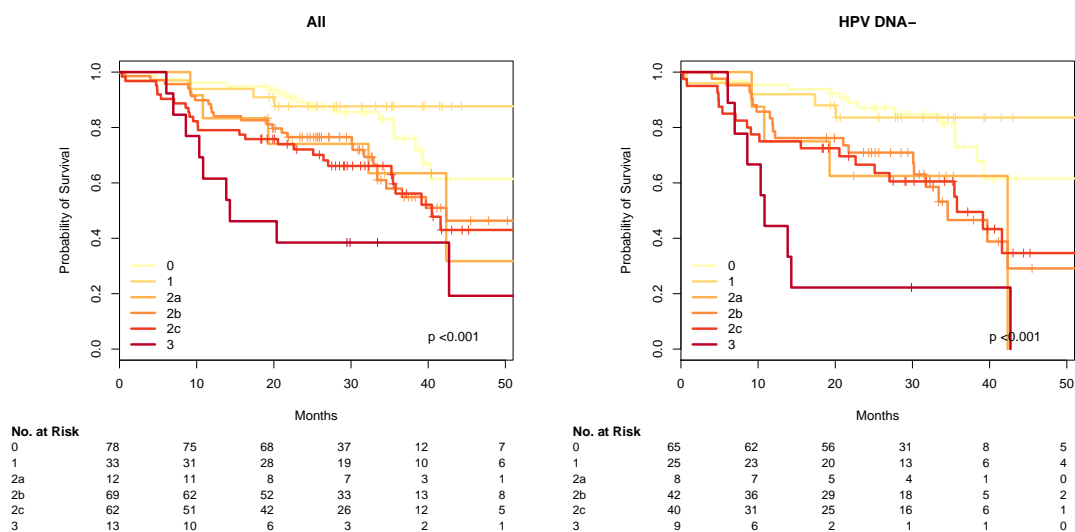 All
Probability of Survival
1.0
0.8
0.6
0.4
0.2
0.0
0
1
2a
2b
2c
3
p <0.001
0 10 20 30 40 50
Months
No. at Risk
0 78 75 68 37 12 7
1 33 31 28 19 10 6
2a 12 11 8 7 3 1
2b 69 62 52 33 13 8
2c 62 51 42 26 12 5
3 13 10 6 3 2 1
HPV DNA−
Probability of Survival
1.0
0.8
0.6
0.4
0.2
0.0
0
1
2a
2b
2c
3
p <0.001
0 10 20 30 40 50
Months
No. at Risk
0 65 62 56 31 8 5
1 25 23 20 13 6 4
2a 8 7 5 4 1 0
2b 42 36 29 18 5 2
2c 40 31 25 16 6 1
3 9 6 2 1 1 0